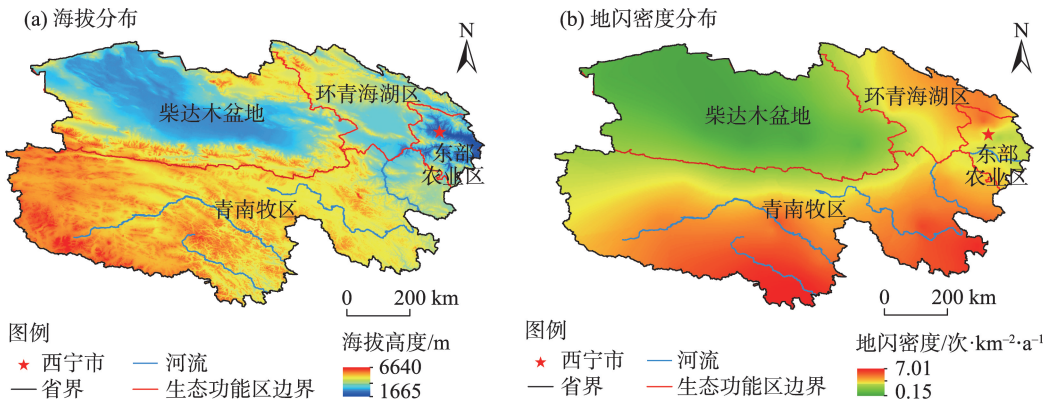 (a) 海拔分布
N
环青海湖区
柴达木盆地
东部
农业区
青南牧区
0 200 km
图例
海拔高度/m
西宁市
河流
6640
省界
生态功能区边界
1665
(b) 地闪密度分布
N
环青海湖区
柴达木盆地
东部
农业区
青南牧区
0 200 km
图例
地闪密度/次·km⁻²·a⁻¹
西宁市
河流
7.01
省界
生态功能区边界
0.15